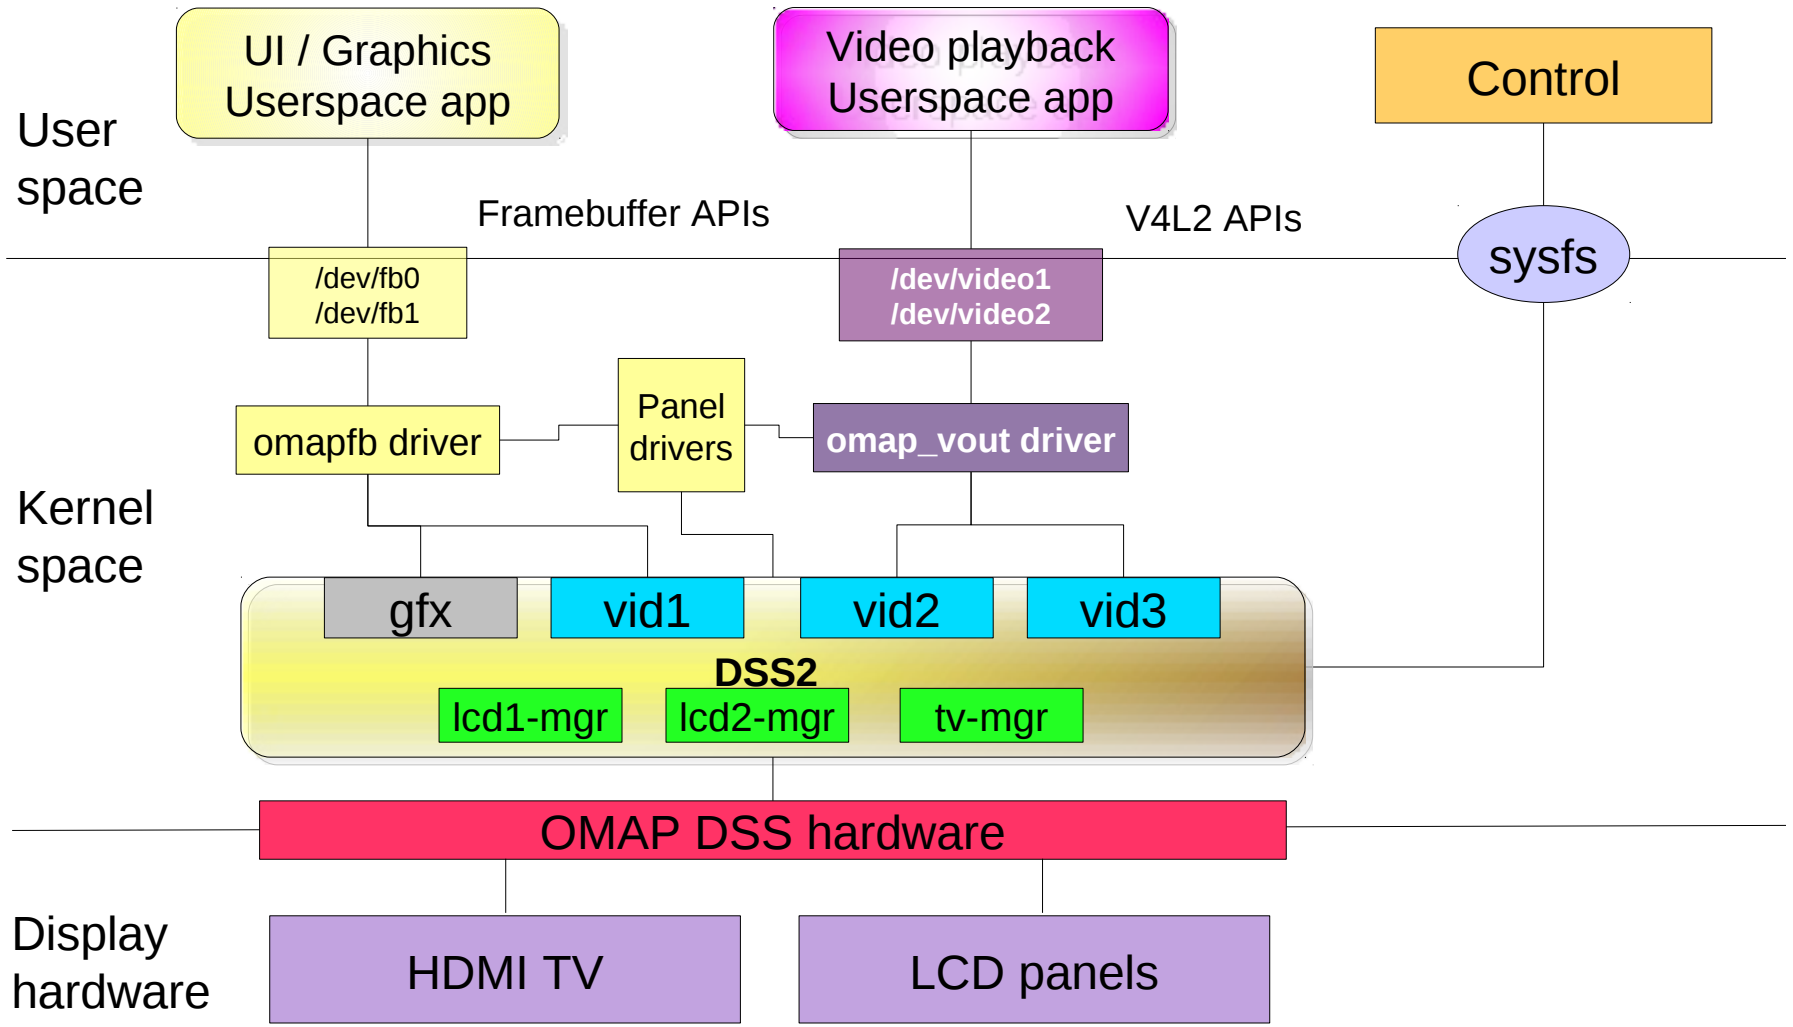 UI / Graphics
Userspace app
Video playback
Userspace app
Control
User
space
Framebuffer APIs
V4L2 APIs
sysfs
/dev/fb0
/dev/fb1
/dev/video1
/dev/video2
Panel
drivers
omapfb driver
omap_vout driver
Kernel
space
gfx
vid1
vid2
vid3
DSS2
lcd1-mgr
lcd2-mgr
tv-mgr
OMAP DSS hardware
Display
hardware
HDMI TV
LCD panels